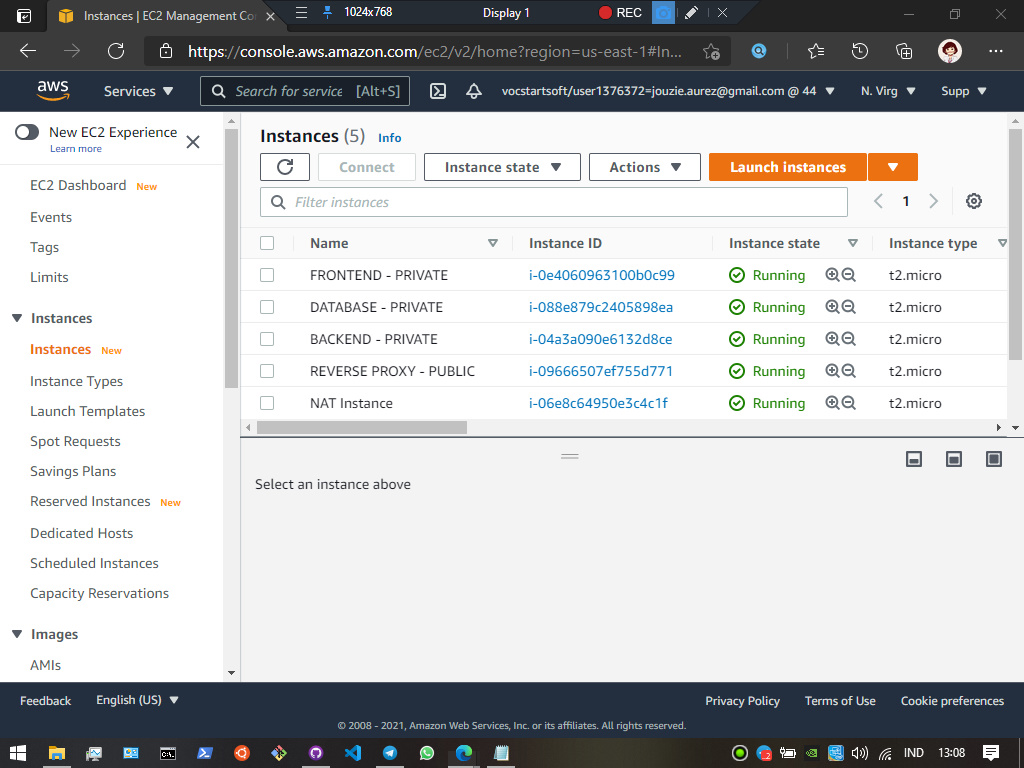 Instances | EC2 Management Co
1024x768
Display 1
REC
https://console.aws.amazon.com/ec2/v2/home?region=us-east-1#In...
aws
Services
Search for service [Alt+S]
vocstartsoft/user1376372=jouzie.aurez@gmail.com @ 44
N. Virg
Supp
New EC2 Experience
Learn more
EC2 Dashboard New
Events
Tags
Limits
Instances
Instances New
Instance Types
Launch Templates
Spot Requests
Savings Plans
Reserved Instances New
Dedicated Hosts
Scheduled Instances
Capacity Reservations
Images
AMIs
Instances (5) Info
Connect
Instance state
Actions
Launch instances
Filter instances
1
Name Instance ID Instance state Instance type
FRONTEND - PRIVATE i-0e4060963100b0c99 Running t2.micro
DATABASE - PRIVATE i-088e879c2405898ea Running t2.micro
BACKEND - PRIVATE i-04a3a090e6132d8ce Running t2.micro
REVERSE PROXY - PUBLIC i-09666507ef755d771 Running t2.micro
NAT Instance i-06e8c64950e3c4c1f Running t2.micro
Select an instance above
Feedback
English (US)
Privacy Policy
Terms of Use
Cookie preferences
© 2008 - 2021, Amazon Web Services, Inc. or its affiliates. All rights reserved.
IND
13:08